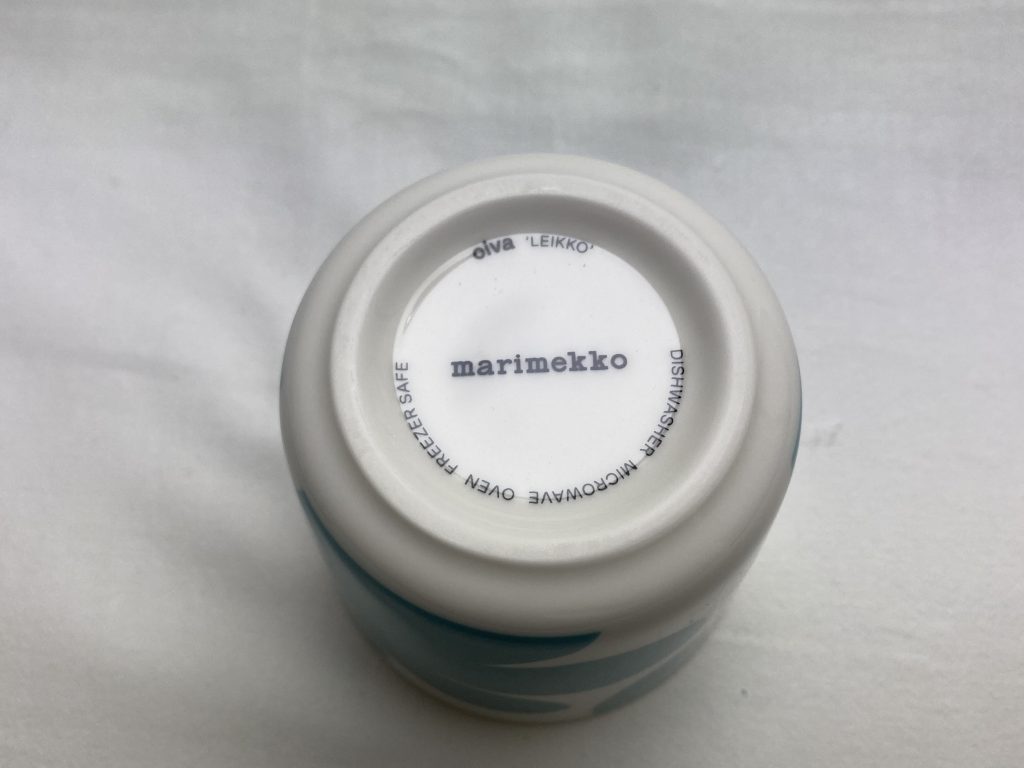 oiva 'LEIKKO'
marimekko
DISHWASHER MICROWAVE OVEN FREEZER SAFE